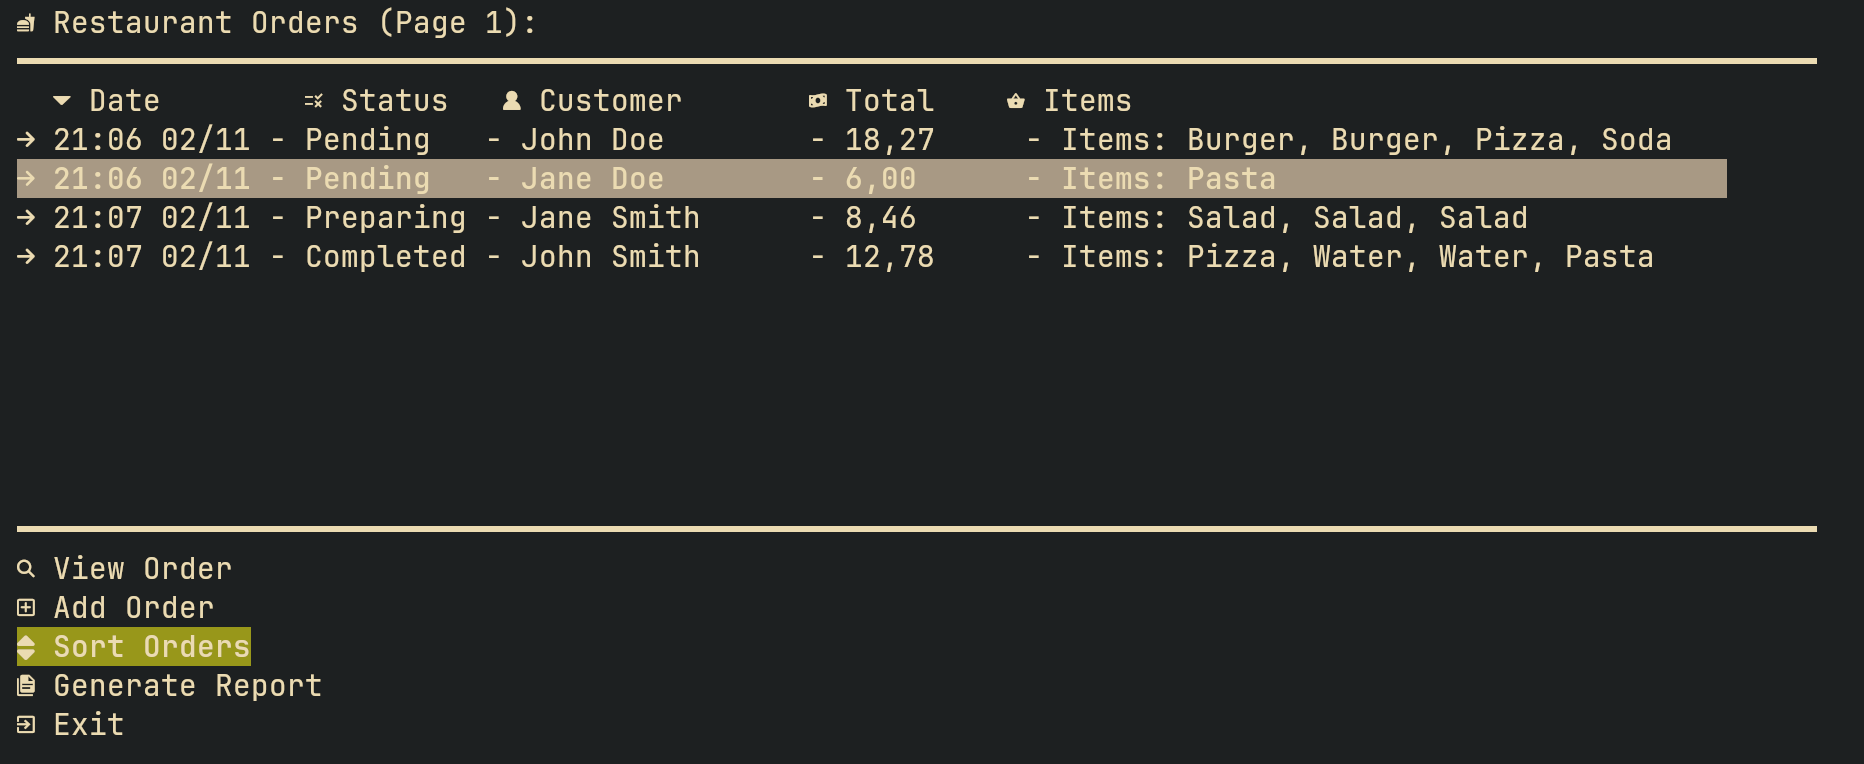 Restaurant Orders (Page 1):
Date Status Customer Total Items
→ 21:06 02/11 - Pending - John Doe - 18,27 - Items: Burger, Burger, Pizza, Soda
→ 21:06 02/11 - Pending - Jane Doe - 6,00 - Items: Pasta
→ 21:07 02/11 - Preparing - Jane Smith - 8,46 - Items: Salad, Salad, Salad
→ 21:07 02/11 - Completed - John Smith - 12,78 - Items: Pizza, Water, Water, Pasta
View Order
Add Order
Sort Orders
Generate Report
Exit